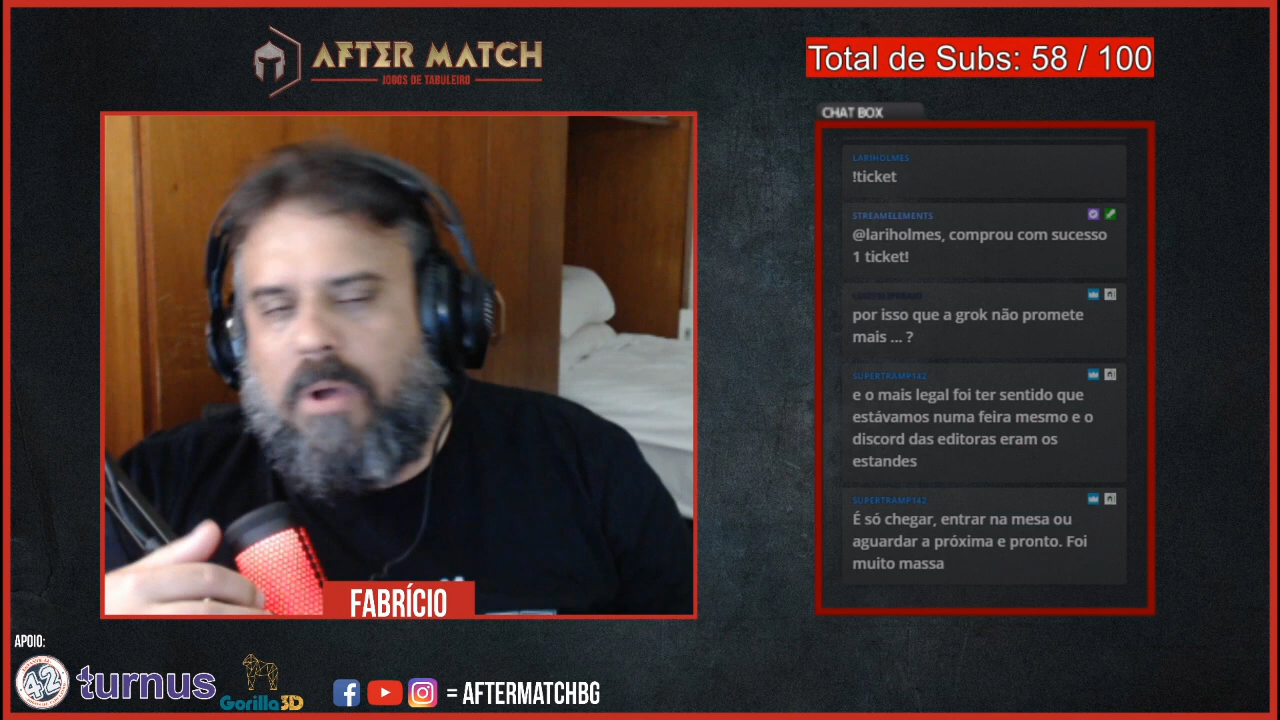 AFTER MATCH
JOGOS DE TABULEIRO
Total de Subs: 58 / 100
CHAT BOX
LARIHOLMES
!ticket
STREAMELEMENTS
@lariholmes, comprou com sucesso
1 ticket!
por isso que a grok não promete
mais ... ?
SUPERTRAMP142
e o mais legal foi ter sentido que
estávamos numa feira mesmo e o
discord das editoras eram os
estandes
SUPERTRAMP142
É só chegar, entrar na mesa ou
aguardar a próxima e pronto. Foi
muito massa
FABRÍCIO
APOIO:
42
turnus
Gorilla3D
= AFTERMATCHBG